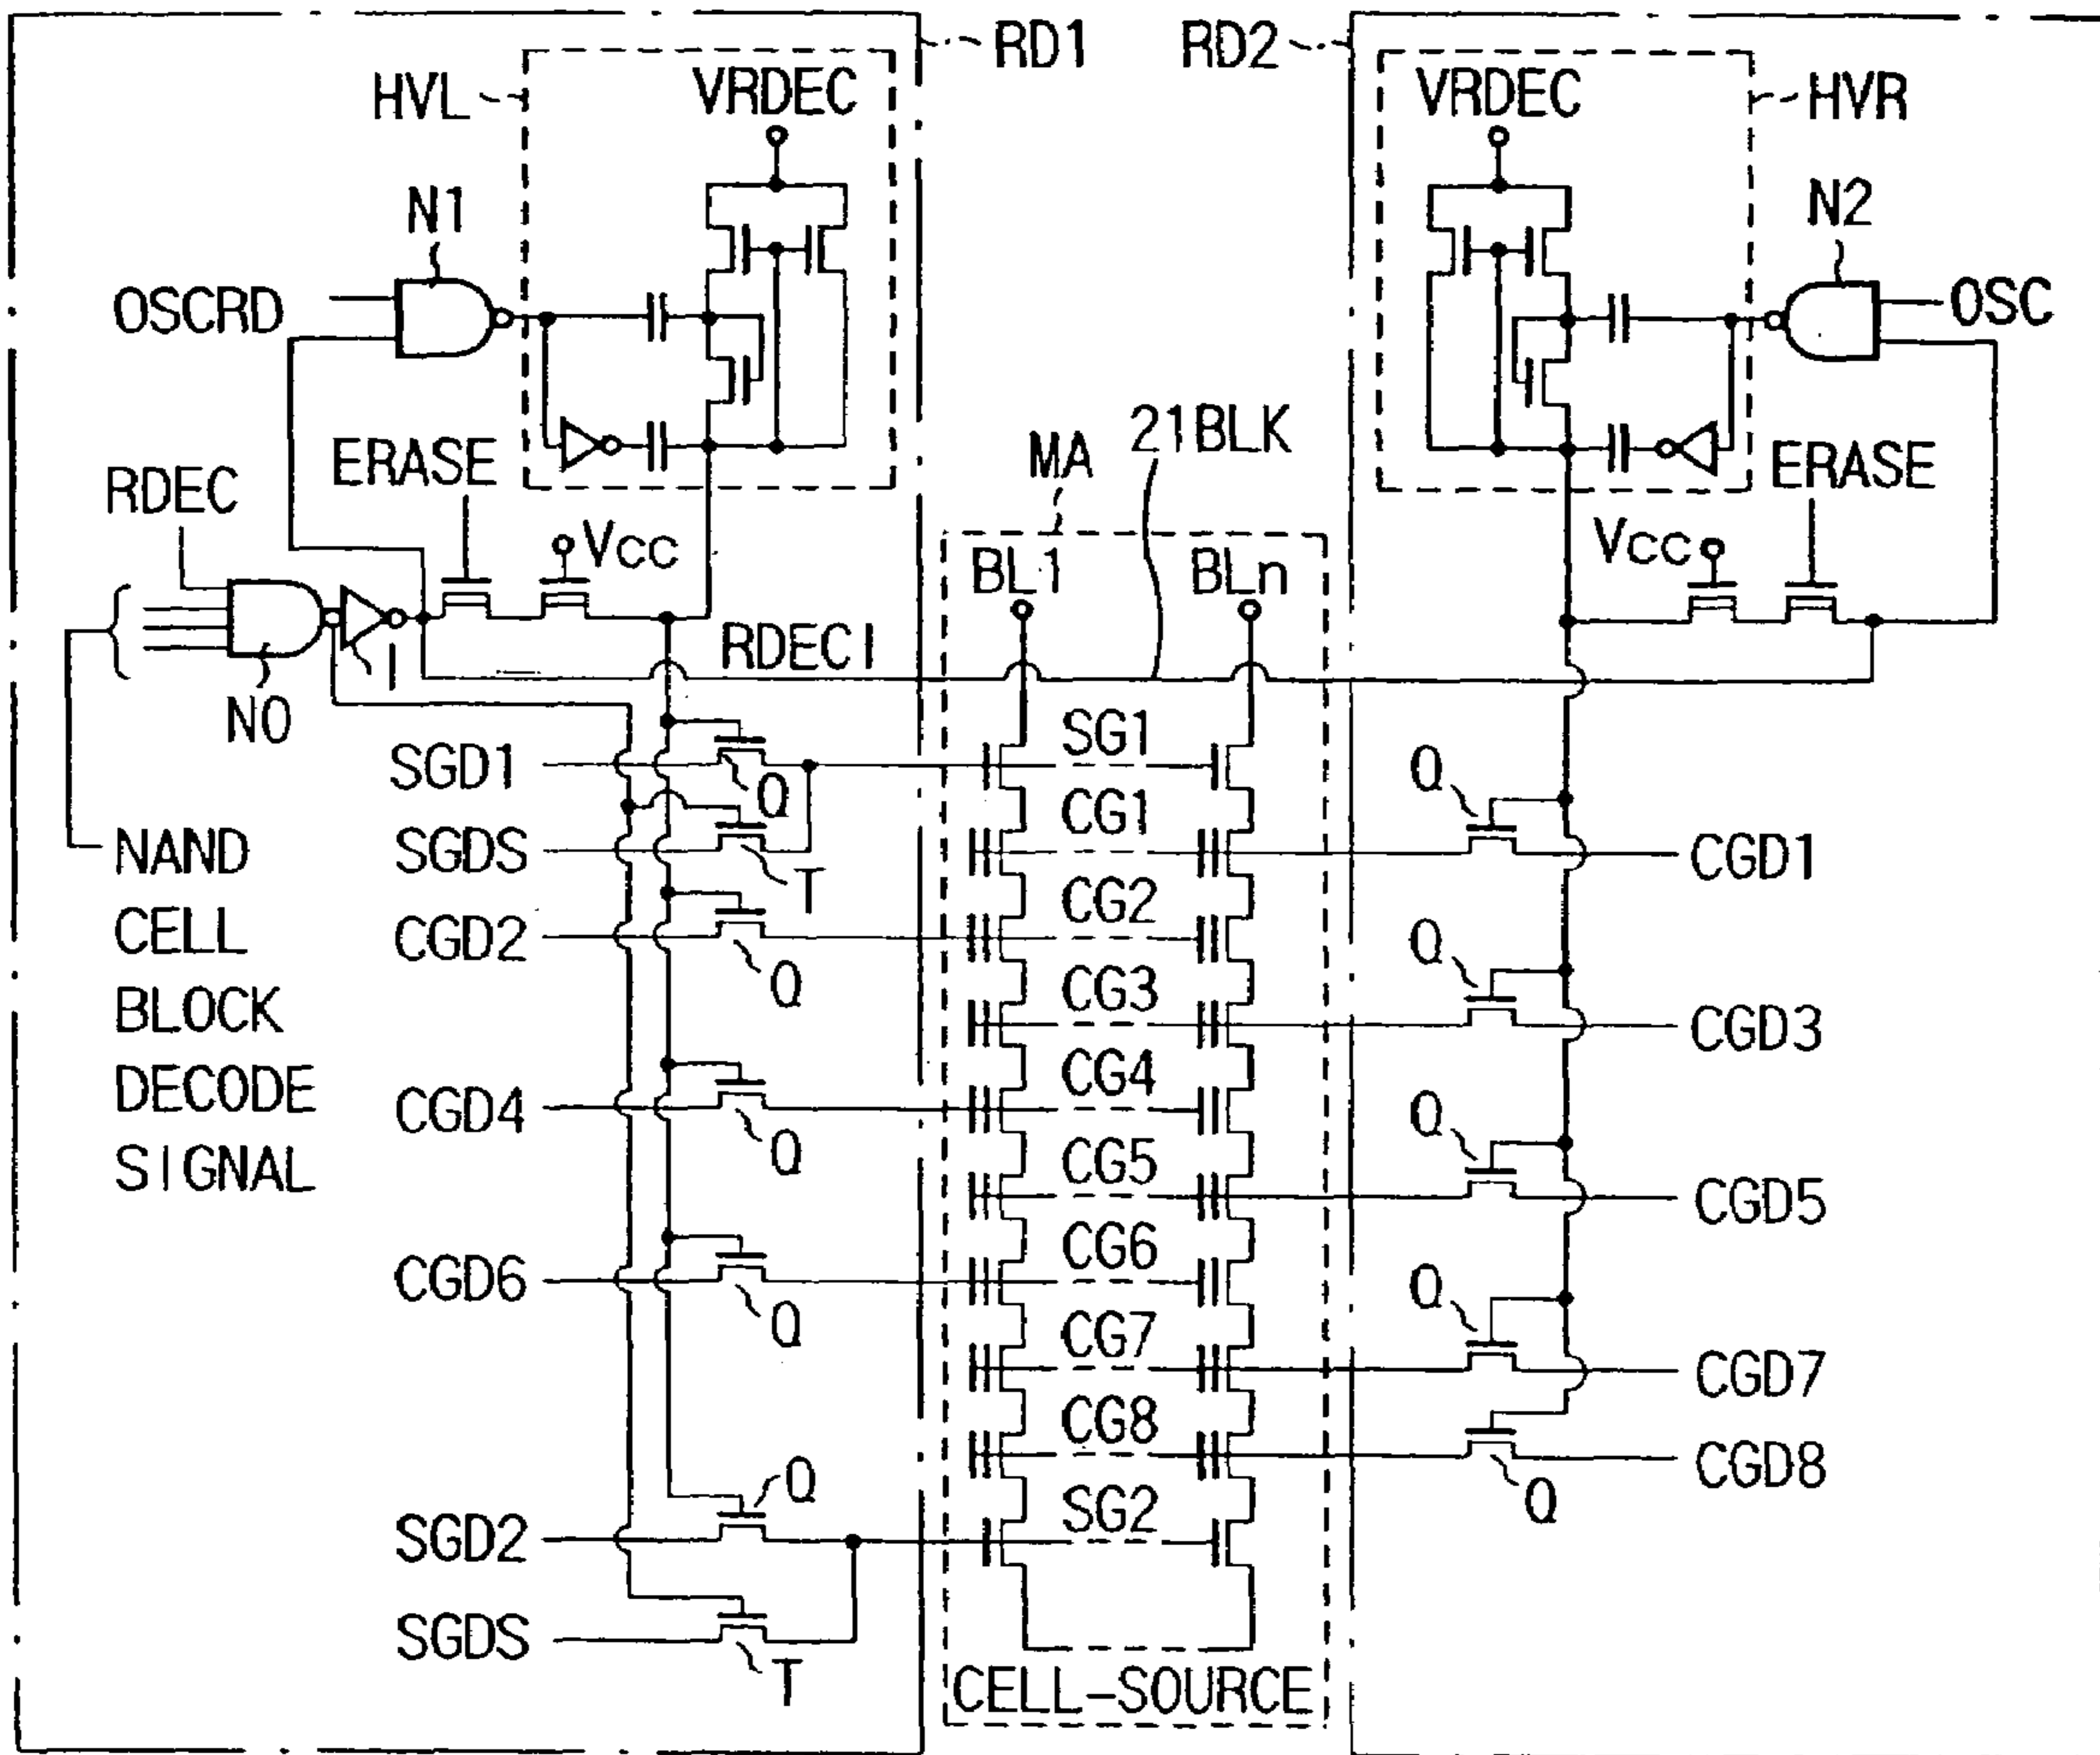 RD1
RD2
HVL
VRDEC
VRDEC
HVR
N1
N2
OSCRD
OSC
ERASE
MA
21BLK
ERASE
RDEC
Vcc
Vcc
BL1
BLn
I
RDECI
N0
SG1
SGD1
Q
Q
CG1
SGDS
T
CGD1
NAND
CELL
BLOCK
DECODE
SIGNAL
CG2
CGD2
Q
Q
CG3
CGD3
CG4
CGD4
Q
Q
CG5
CGD5
CG6
CGD6
Q
Q
CG7
CGD7
CG8
CGD8
Q
Q
SG2
SGD2
SGDS
T
CELL-SOURCE